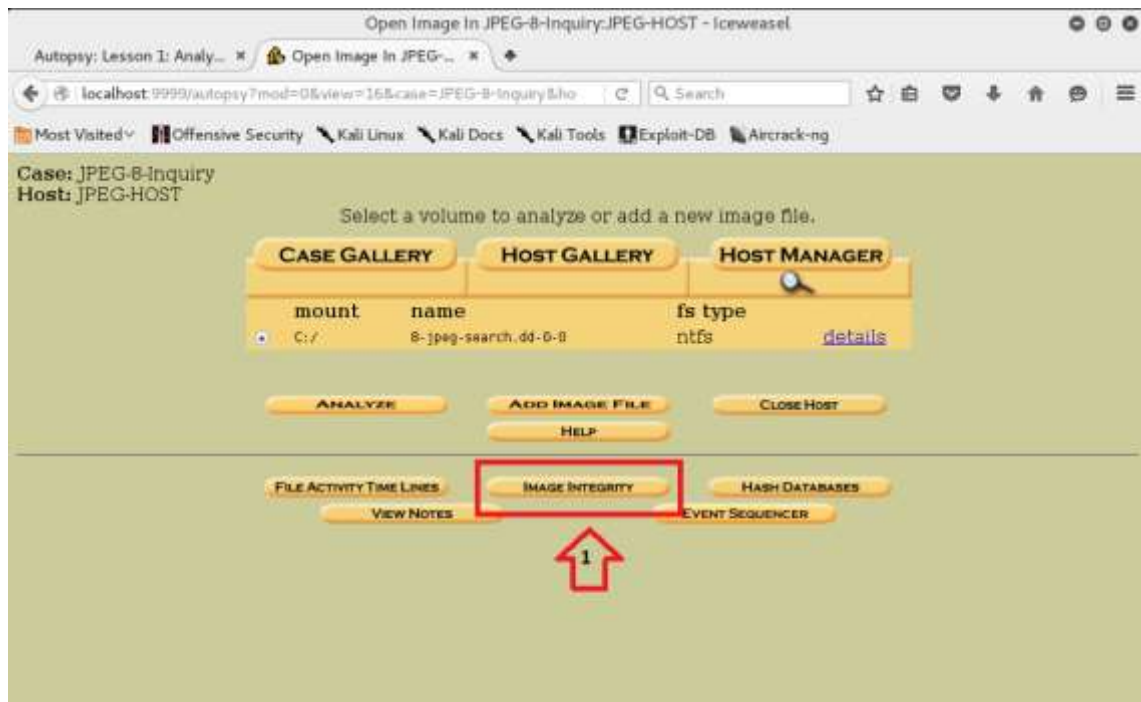 Open Image In JPEG-8-Inquiry:JPEG-HOST - Iceweasel
Autopsy: Lesson 1: Analy... Open Image In JPEG-...
localhost:9999/autopsy?mod=0&view=16&case=JPEG-8-Inquiry&ho Search
Most Visited Offensive Security Kali Linux Kali Docs Kali Tools Exploit-DB Aircrack-ng
Case: JPEG-8-Inquiry
Host: JPEG-HOST
Select a volume to analyze or add a new image file.
CASE GALLERY HOST GALLERY HOST MANAGER
mount name fs type
C:/ 8-jpeg-search.dd-0-0 ntfs details
ANALYZE ADD IMAGE FILE CLOSE HOST
HELP
FILE ACTIVITY TIME LINES IMAGE INTEGRITY HASH DATABASES
VIEW NOTES EVENT SEQUENCER
1